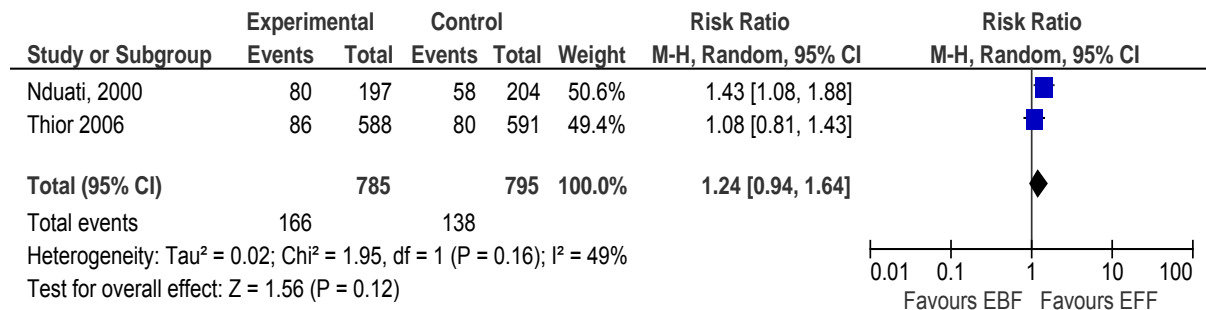 Experimental Control Risk Ratio Risk Ratio
Study or Subgroup Events Total Events Total Weight M-H, Random, 95% CI M-H, Random, 95% CI
Nduati, 2000 80 197 58 204 50.6% 1.43 [1.08, 1.88]
Thior 2006 86 588 80 591 49.4% 1.08 [0.81, 1.43]
Total (95% CI) 785 795 100.0% 1.24 [0.94, 1.64]
Total events 166 138
Heterogeneity: Tau² = 0.02; Chi² = 1.95, df = 1 (P = 0.16); I² = 49%
Test for overall effect: Z = 1.56 (P = 0.12)
0.01 0.1 1 10 100
Favours EBF Favours EFF